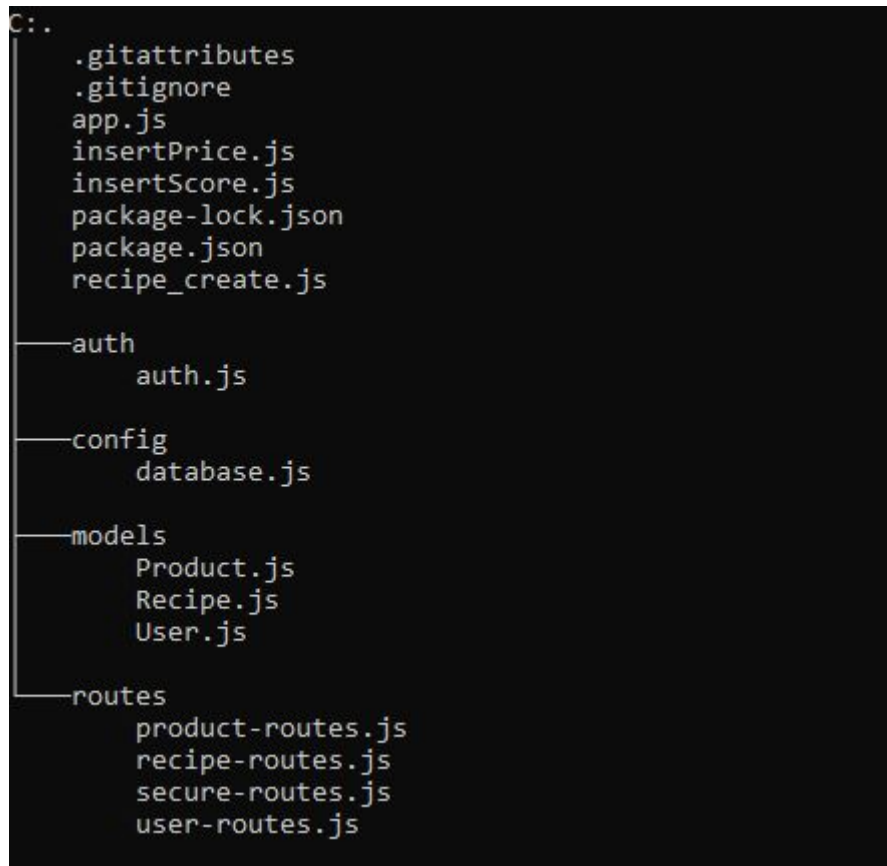 C:.
.gitattributes
.gitignore
app.js
insertPrice.js
insertScore.js
package-lock.json
package.json
recipe_create.js
auth
auth.js
config
database.js
models
Product.js
Recipe.js
User.js
routes
product-routes.js
recipe-routes.js
secure-routes.js
user-routes.js